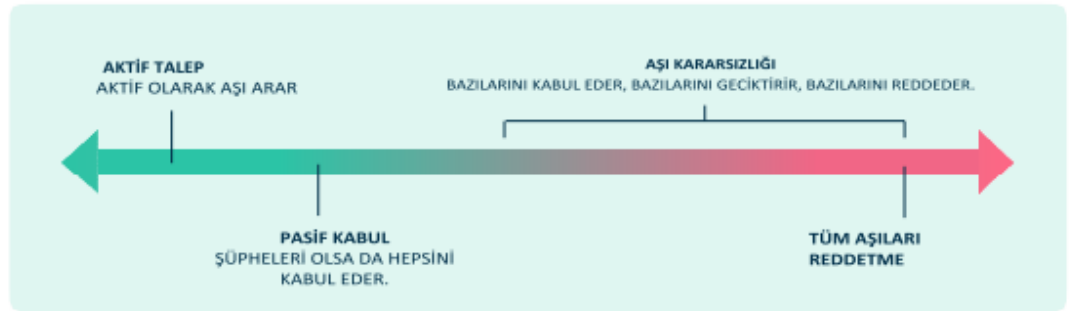 AKTİF TALEP
AKTİF OLARAK AŞI ARAR
AŞI KARARSIZLIĞI
BAZILARINI KABUL EDER, BAZILARINI GECİKTİRİR, BAZILARINI REDDEDER.
PASİF KABUL
ŞÜPHELERİ OLSA DA HEPSİNİ
KABUL EDER.
TÜM AŞILARI
REDDETME